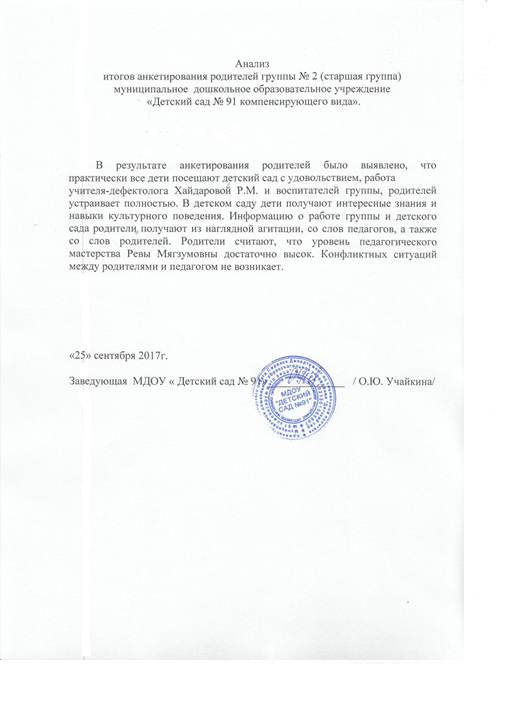 Анализ
итогов анкетирования родителей группы № 2 (старшая группа)
муниципальное дошкольное образовательное учреждение
«Детский сад № 91 компенсирующего вида».
В результате анкетирования родителей было выявлено, что
практически все дети посещают детский сад с удовольствием, работа
учителя-дефектолога Хайдаровой Р.М. и воспитателей группы, родителей
устраивает полностью. В детском саду дети получают интересные знания и
навыки культурного поведения. Информацию о работе группы и детского
сада родители получают из наглядной агитации, со слов педагогов, а также
со слов родителей. Родители считают, что уровень педагогического
мастерства Ревы Мягзумовны достаточно высок. Конфликтных ситуаций
между родителями и педагогом не возникает.
«25» сентября 2017г.
Заведующая МДОУ « Детский сад № 91» / О.Ю. Учайкина/
МДОУ
"ДЕТСКИЙ
САД №91"